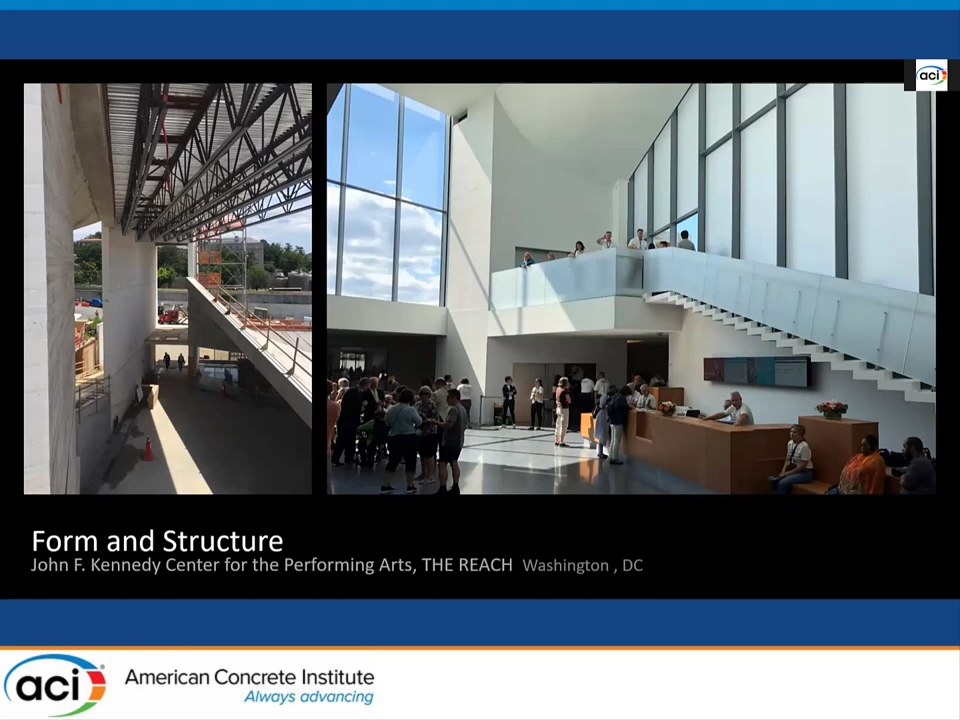 aci
Form and Structure
John F. Kennedy Center for the Performing Arts, THE REACH Washington , DC
aci
American Concrete Institute
Always advancing